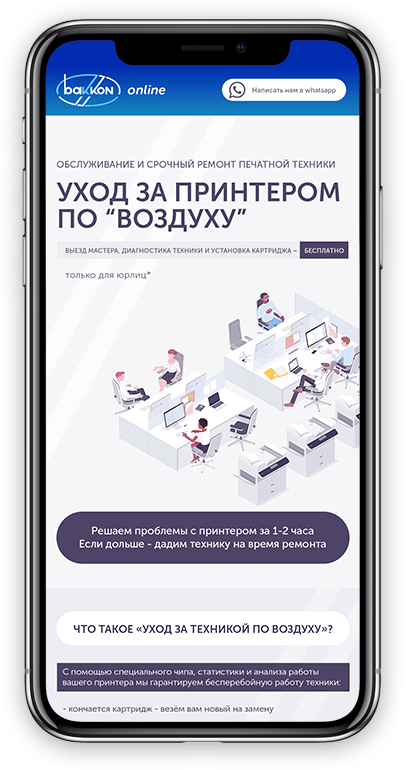 baккon online
Написать нам в whatsapp
ОБСЛУЖИВАНИЕ И СРОЧНЫЙ РЕМОНТ ПЕЧАТНОЙ ТЕХНИКИ
УХОД ЗА ПРИНТЕРОМ
ПО “ВОЗДУХУ”
ВЫЕЗД МАСТЕРА, ДИАГНОСТИКА ТЕХНИКИ И УСТАНОВКА КАРТРИДЖА – БЕСПЛАТНО
только для юрлиц*
Решаем проблемы с принтером за 1-2 часа
Если дольше - дадим технику на время ремонта
ЧТО ТАКОЕ «УХОД ЗА ТЕХНИКОЙ ПО ВОЗДУХУ»?
С помощью специального чипа, статистики и анализа работы
вашего принтера мы гарантируем бесперебойную работу техники:
- кончается картридж - везём вам новый на замену